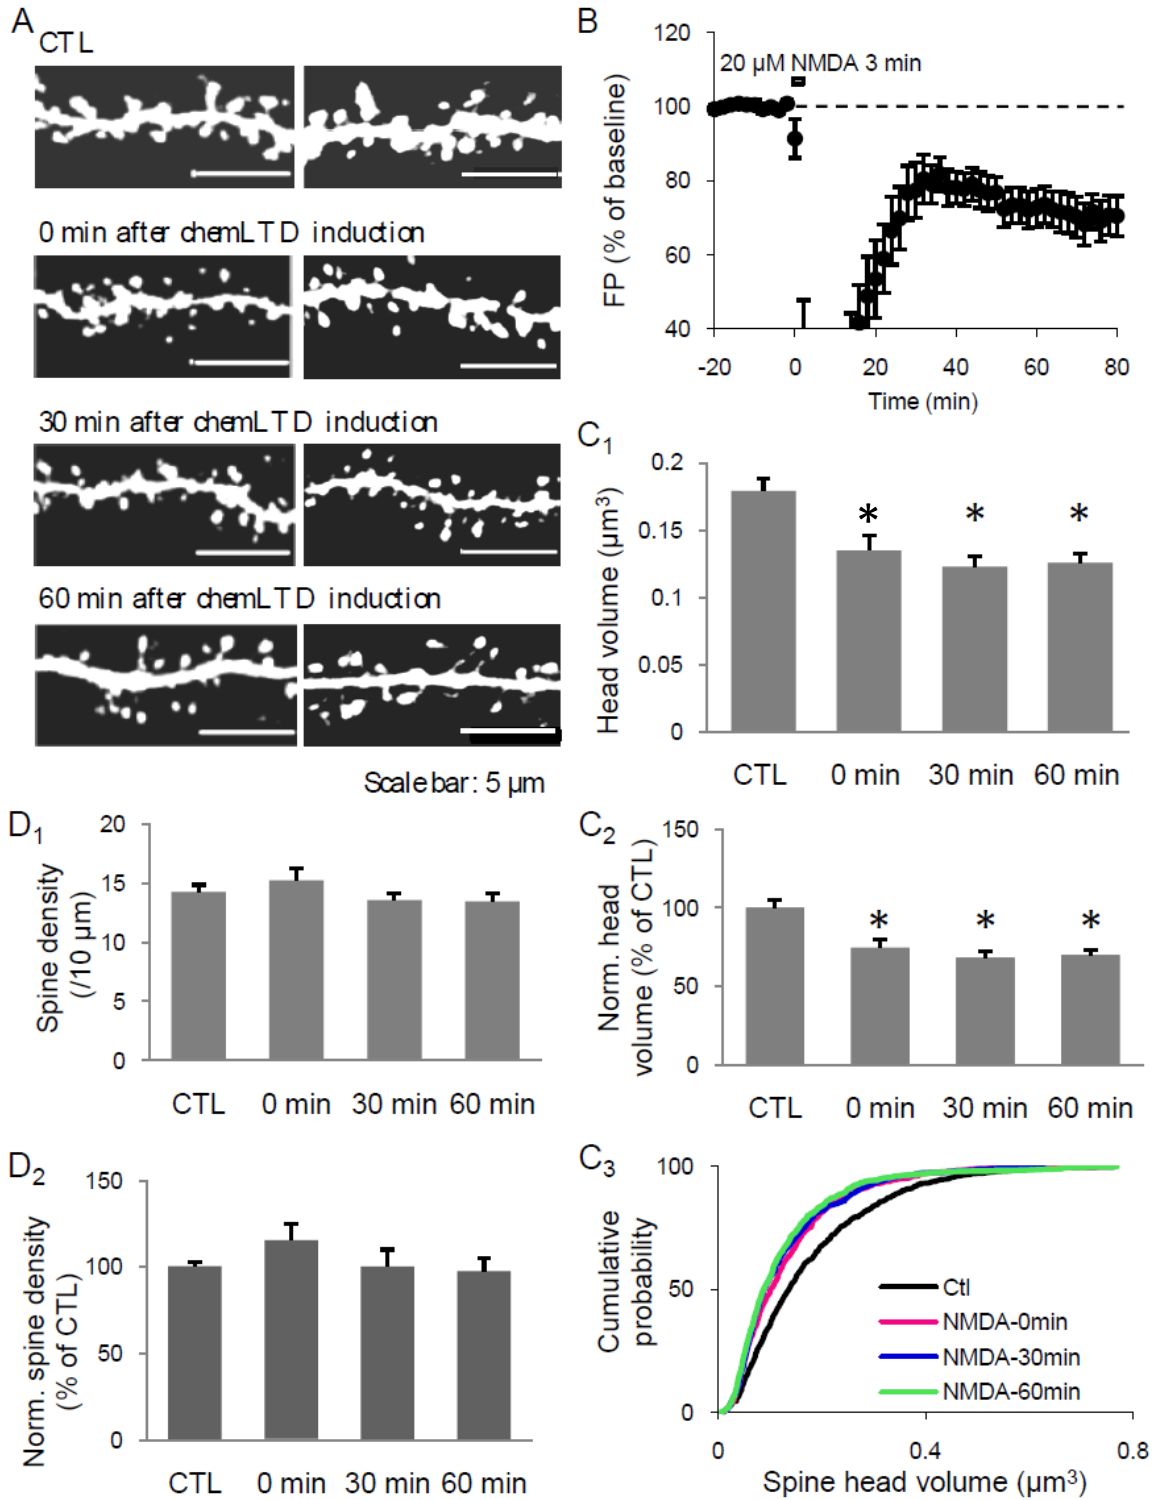 A
CTL
0 min after chemLTD induction
30 min after chemLTD induction
60 min after chemLTD induction
Scale bar: 5 µm
B
20 µM NMDA 3 min
FP (% of baseline)
120
100
80
60
40
-20 0 20 40 60 80
Time (min)
C1
Head volume (µm³)
0.2
0.15
0.1
0.05
0
* * *
CTL 0 min 30 min 60 min
D1
Spine density
(/10 µm)
20
15
10
5
0
CTL 0 min 30 min 60 min
C2
Norm. head
volume (% of CTL)
150
100
50
0
* * *
CTL 0 min 30 min 60 min
D2
Norm. spine density
(% of CTL)
150
100
50
0
CTL 0 min 30 min 60 min
C3
Cumulative
probability
100
50
0
Ctl
NMDA-0min
NMDA-30min
NMDA-60min
0 0.4 0.8
Spine head volume (µm³)